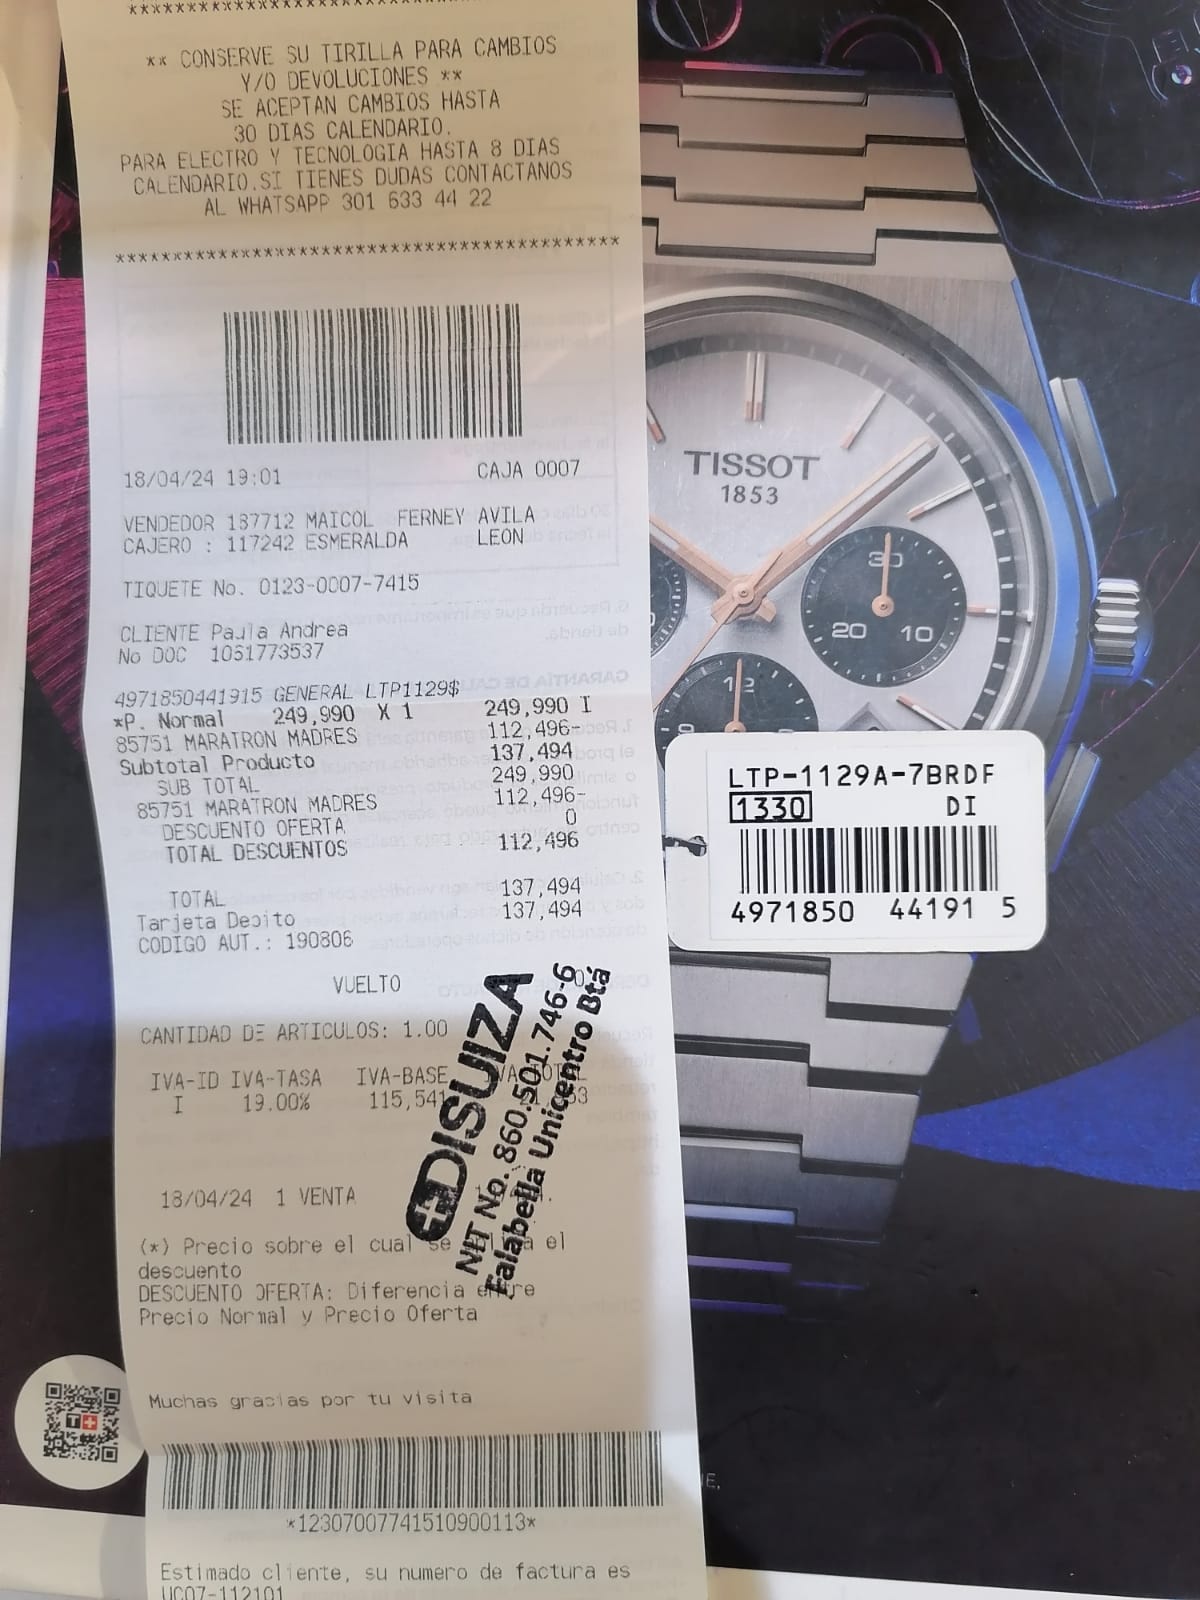 ** CONSERVE SU TIRILLA PARA CAMBIOS
Y/O DEVOLUCIONES **
SE ACEPTAN CAMBIOS HASTA
30 DIAS CALENDARIO.
PARA ELECTRO Y TECNOLOGIA HASTA 8 DIAS
CALENDARIO.SI TIENES DUDAS CONTACTANOS
AL WHATSAPP 301 633 44 22
18/04/24 19:01 CAJA 0007
VENDEDOR 187712 MAICOL FERNEY AVILA
CAJERO : 117242 ESMERALDA LEON
TIQUETE No. 0123-0007-7415
CLIENTE Paula Andrea
No DOC 1061773537
4971850441915 GENERAL LTP1129$
*P. Normal 249,990 X 1 249,990 I
85751 MARATRON MADRES 112,496-
Subtotal Producto 137,494
SUB TOTAL 249,990
85751 MARATRON MADRES 112,496-
DESCUENTO OFERTA 0
TOTAL DESCUENTOS 112,496
TOTAL 137,494
Tarjeta Debito 137,494
CODIGO AUT.: 190806
VUELTO 0
CANTIDAD DE ARTICULOS: 1.00
IVA-ID IVA-TASA IVA-BASE
I 19.00% 115,541
DISUIZA
NIT No. 860.501.746-6
Falabella Unicentro Btá
18/04/24 1 VENTA
(*) Precio sobre el cual se el
descuento
DESCUENTO OFERTA: Diferencia entre
Precio Normal y Precio Oferta
Muchas gracias por tu visita
*12307007741510900113*
Estimado cliente, su numero de factura es
UC07-112101
TISSOT
1853
30
20 10
12
LTP-1129A-7BRDF
1330 DI
4971850 44191 5
T+